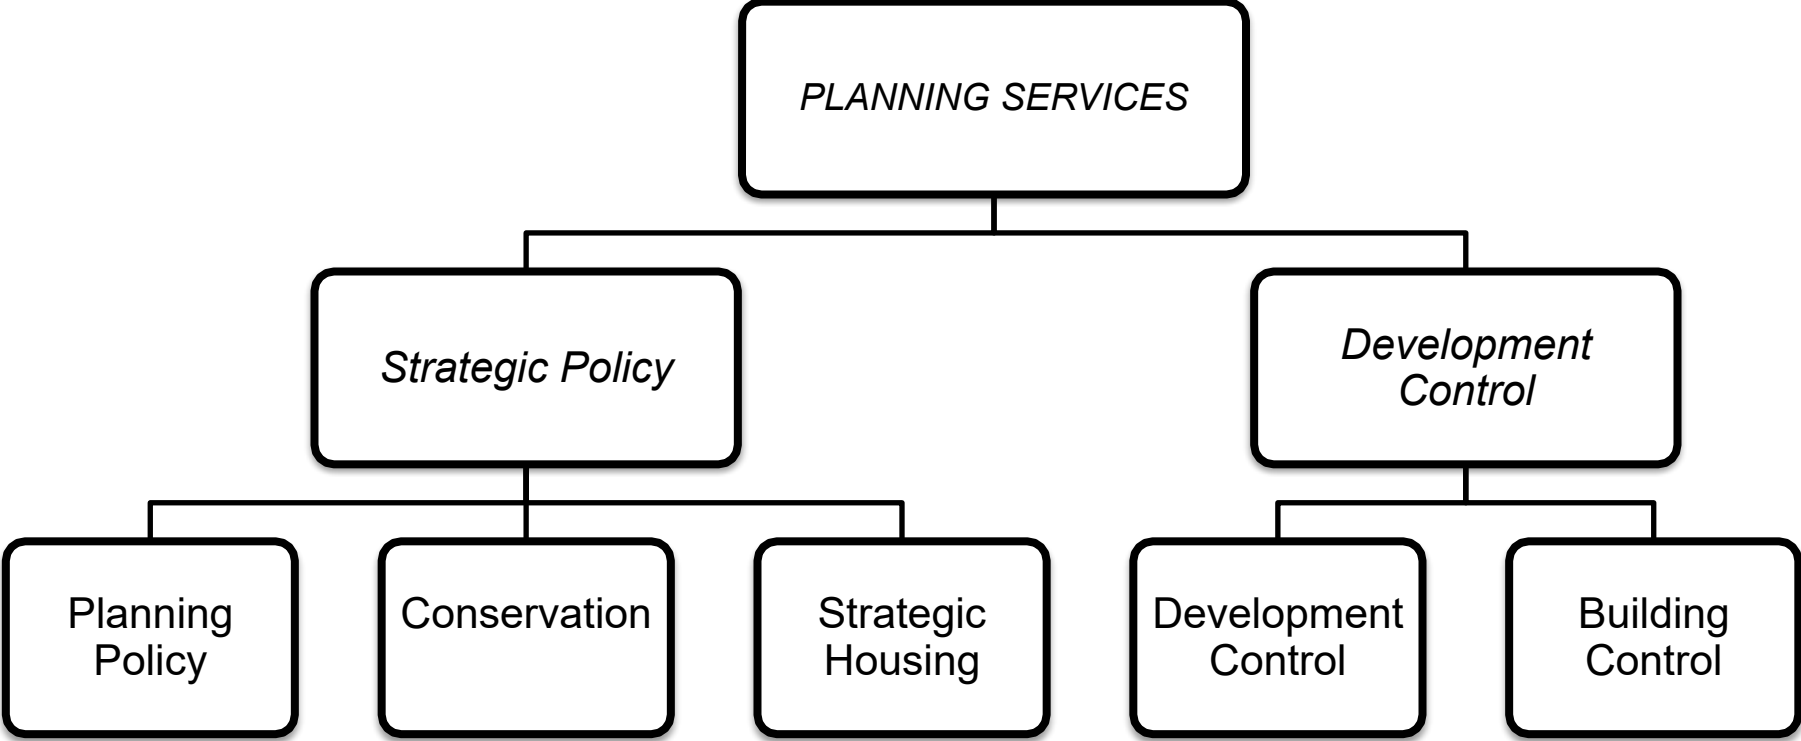 PLANNING SERVICES
Strategic Policy
Development
Control
Planning
Policy
Conservation
Strategic
Housing
Development
Control
Building
Control